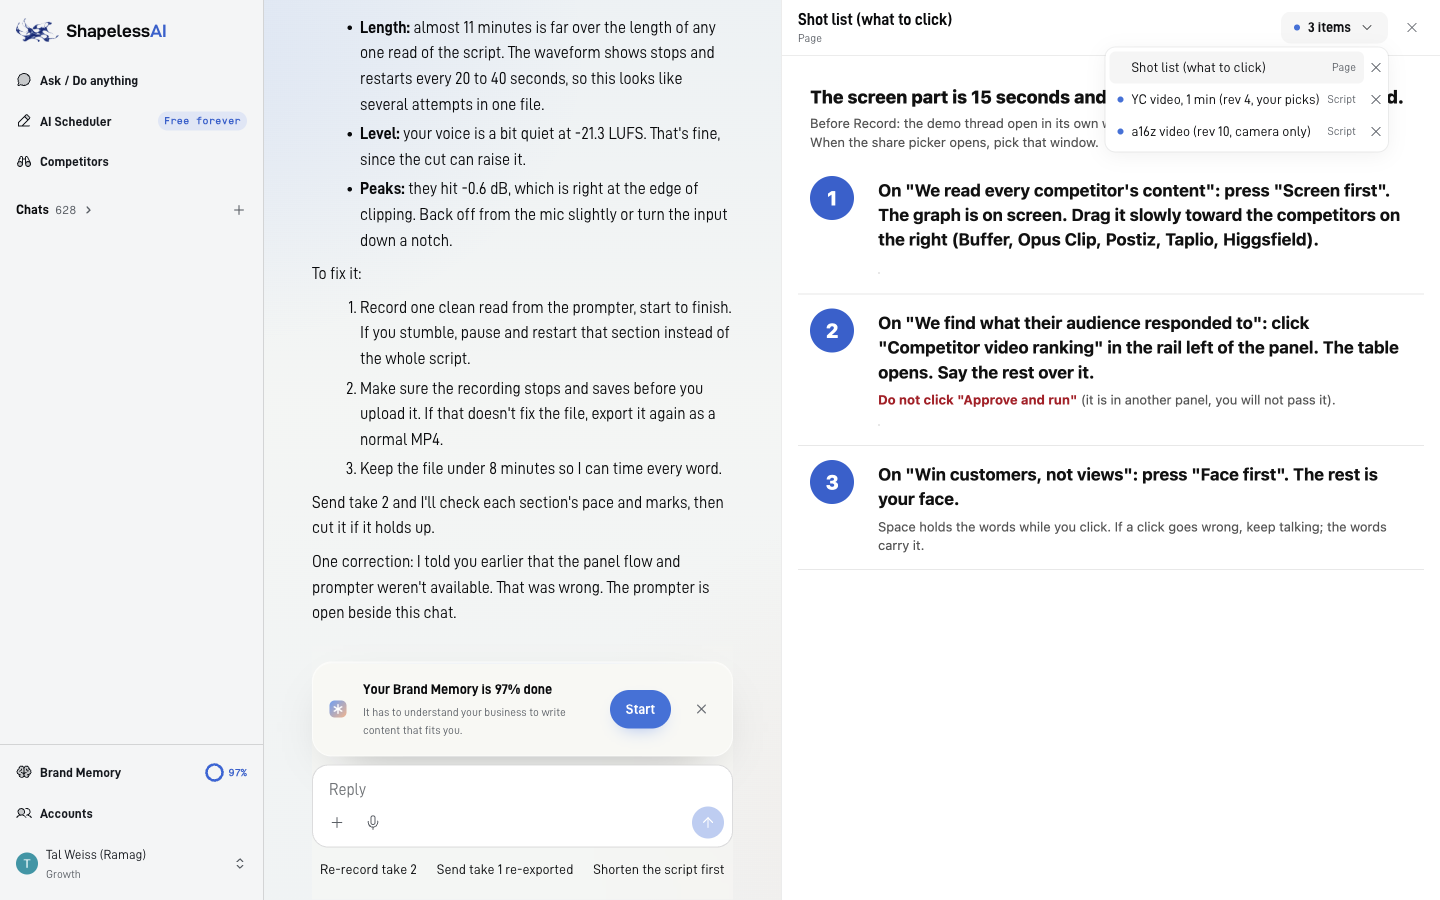 ShapelessAI
Ask / Do anything
AI Scheduler
Free forever
Competitors
Chats 628
Brand Memory
97%
Accounts
T
Tal Weiss (Ramag)
Growth
• Length: almost 11 minutes is far over the length of any
one read of the script. The waveform shows stops and
restarts every 20 to 40 seconds, so this looks like
several attempts in one file.
• Level: your voice is a bit quiet at -21.3 LUFS. That's fine,
since the cut can raise it.
• Peaks: they hit -0.6 dB, which is right at the edge of
clipping. Back off from the mic slightly or turn the input
down a notch.
To fix it:
1. Record one clean read from the prompter, start to finish.
If you stumble, pause and restart that section instead of
the whole script.
2. Make sure the recording stops and saves before you
upload it. If that doesn't fix the file, export it again as a
normal MP4.
3. Keep the file under 8 minutes so I can time every word.
Send take 2 and I'll check each section's pace and marks, then
cut it if it holds up.
One correction: I told you earlier that the panel flow and
prompter weren't available. That was wrong. The prompter is
open beside this chat.
Your Brand Memory is 97% done
It has to understand your business to write
content that fits you.
Start
Reply
Re-record take 2
Send take 1 re-exported
Shorten the script first
Shot list (what to click)
Page
3 items
Shot list (what to click) Page
YC video, 1 min (rev 4, your picks) Script
a16z video (rev 10, camera only) Script
The screen part is 15 seconds and
d.
Before Record: the demo thread open in its own
When the share picker opens, pick that window.
1
On "We read every competitor's content": press "Screen first".
The graph is on screen. Drag it slowly toward the competitors on
the right (Buffer, Opus Clip, Postiz, Taplio, Higgsfield).
2
On "We find what their audience responded to": click
"Competitor video ranking" in the rail left of the panel. The table
opens. Say the rest over it.
Do not click "Approve and run" (it is in another panel, you will not pass it).
3
On "Win customers, not views": press "Face first". The rest is
your face.
Space holds the words while you click. If a click goes wrong, keep talking; the words
carry it.